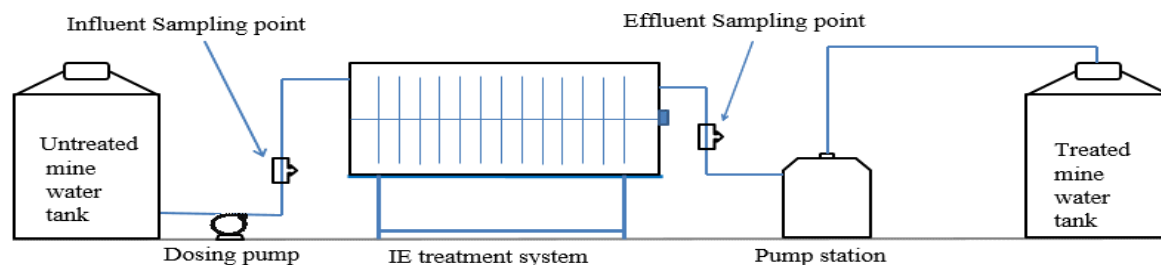 Influent Sampling point
Effluent Sampling point
Untreated
mine
water
tank
Treated
mine
water
tank
Dosing pump
IE treatment system
Pump station